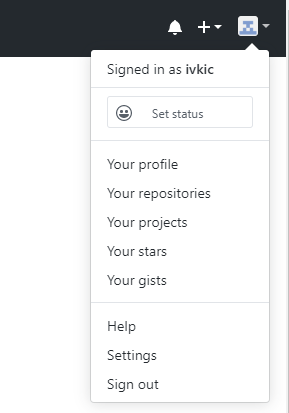 Signed in as ivkic
Set status
Your profile
Your repositories
Your projects
Your stars
Your gists
Help
Settings
Sign out